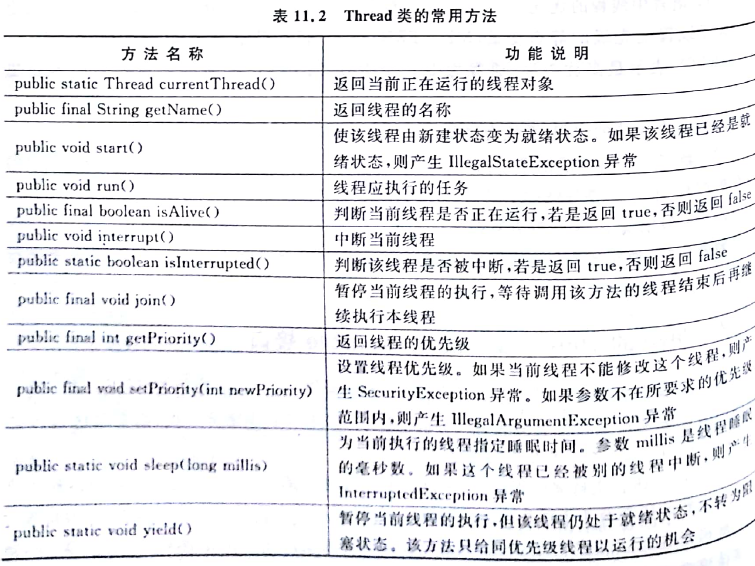 表 11.2 Thread 类的常用方法
方法名称 功能说明
public static Thread currentThread() 返回当前正在运行的线程对象
public final String getName() 返回线程的名称
public void start() 使该线程由新建状态变为就绪状态。如果该线程已经是就
绪状态,则产生 IllegalStateException 异常
public void run() 线程应执行的任务
public final boolean isAlive() 判断当前线程是否正在运行,若是返回 true,否则返回 false
public void interrupt() 中断当前线程
public static boolean isInterrupted() 判断该线程是否被中断,若是返回 true,否则返回 false
public final void join() 暂停当前线程的执行,等待调用该方法的线程结束后再继
续执行本线程
public final int getPriority() 返回线程的优先级
public final void setPriority(int newPriority) 设置线程优先级。如果当前线程不能修改这个线程,则产
生 SecurityException 异常。如果参数不在所要求的优先级
范围内,则产生 IllegalArgumentException 异常
public static void sleep(long millis) 为当前执行的线程指定睡眠时间。参数 millis 是线程睡眠
的毫秒数。如果这个线程已经被别的线程中断,则产生
InterruptedException 异常
public static void yield() 暂停当前线程的执行,但该线程仍处于就绪状态,不转为阻
塞状态。该方法只给同优先级线程以运行的机会